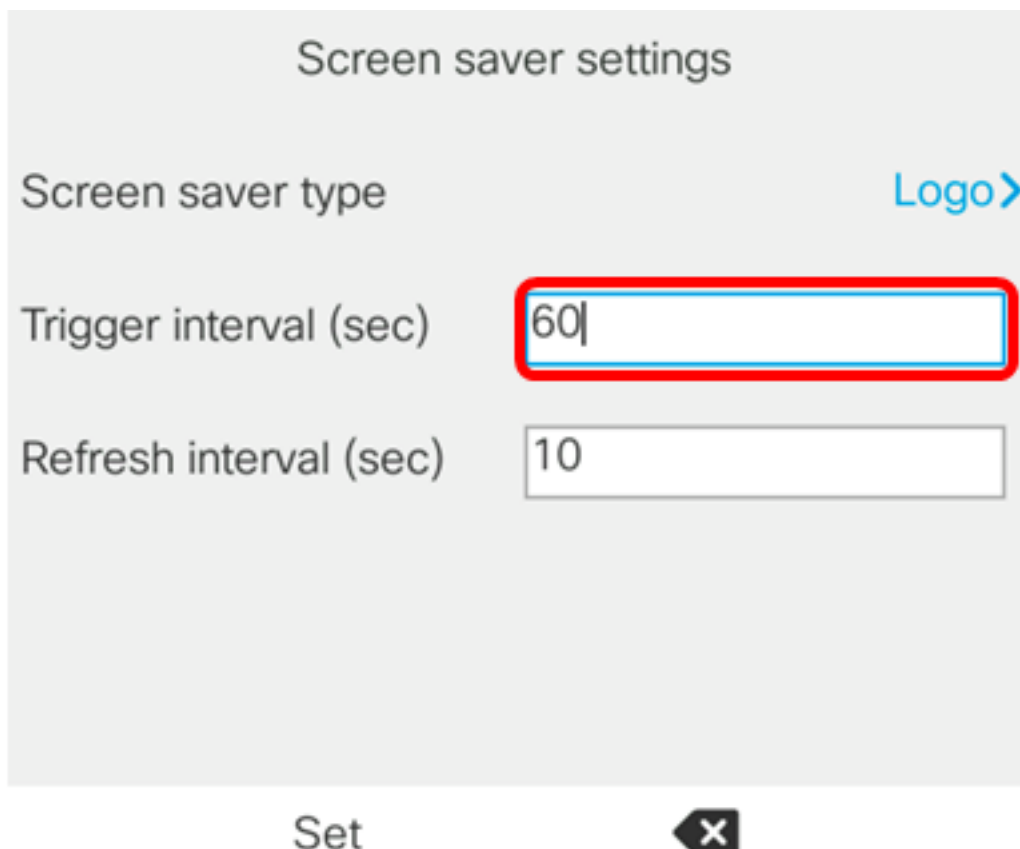 Screen saver settings
Screen saver type Logo
Trigger interval (sec) 60
Refresh interval (sec) 10
Set